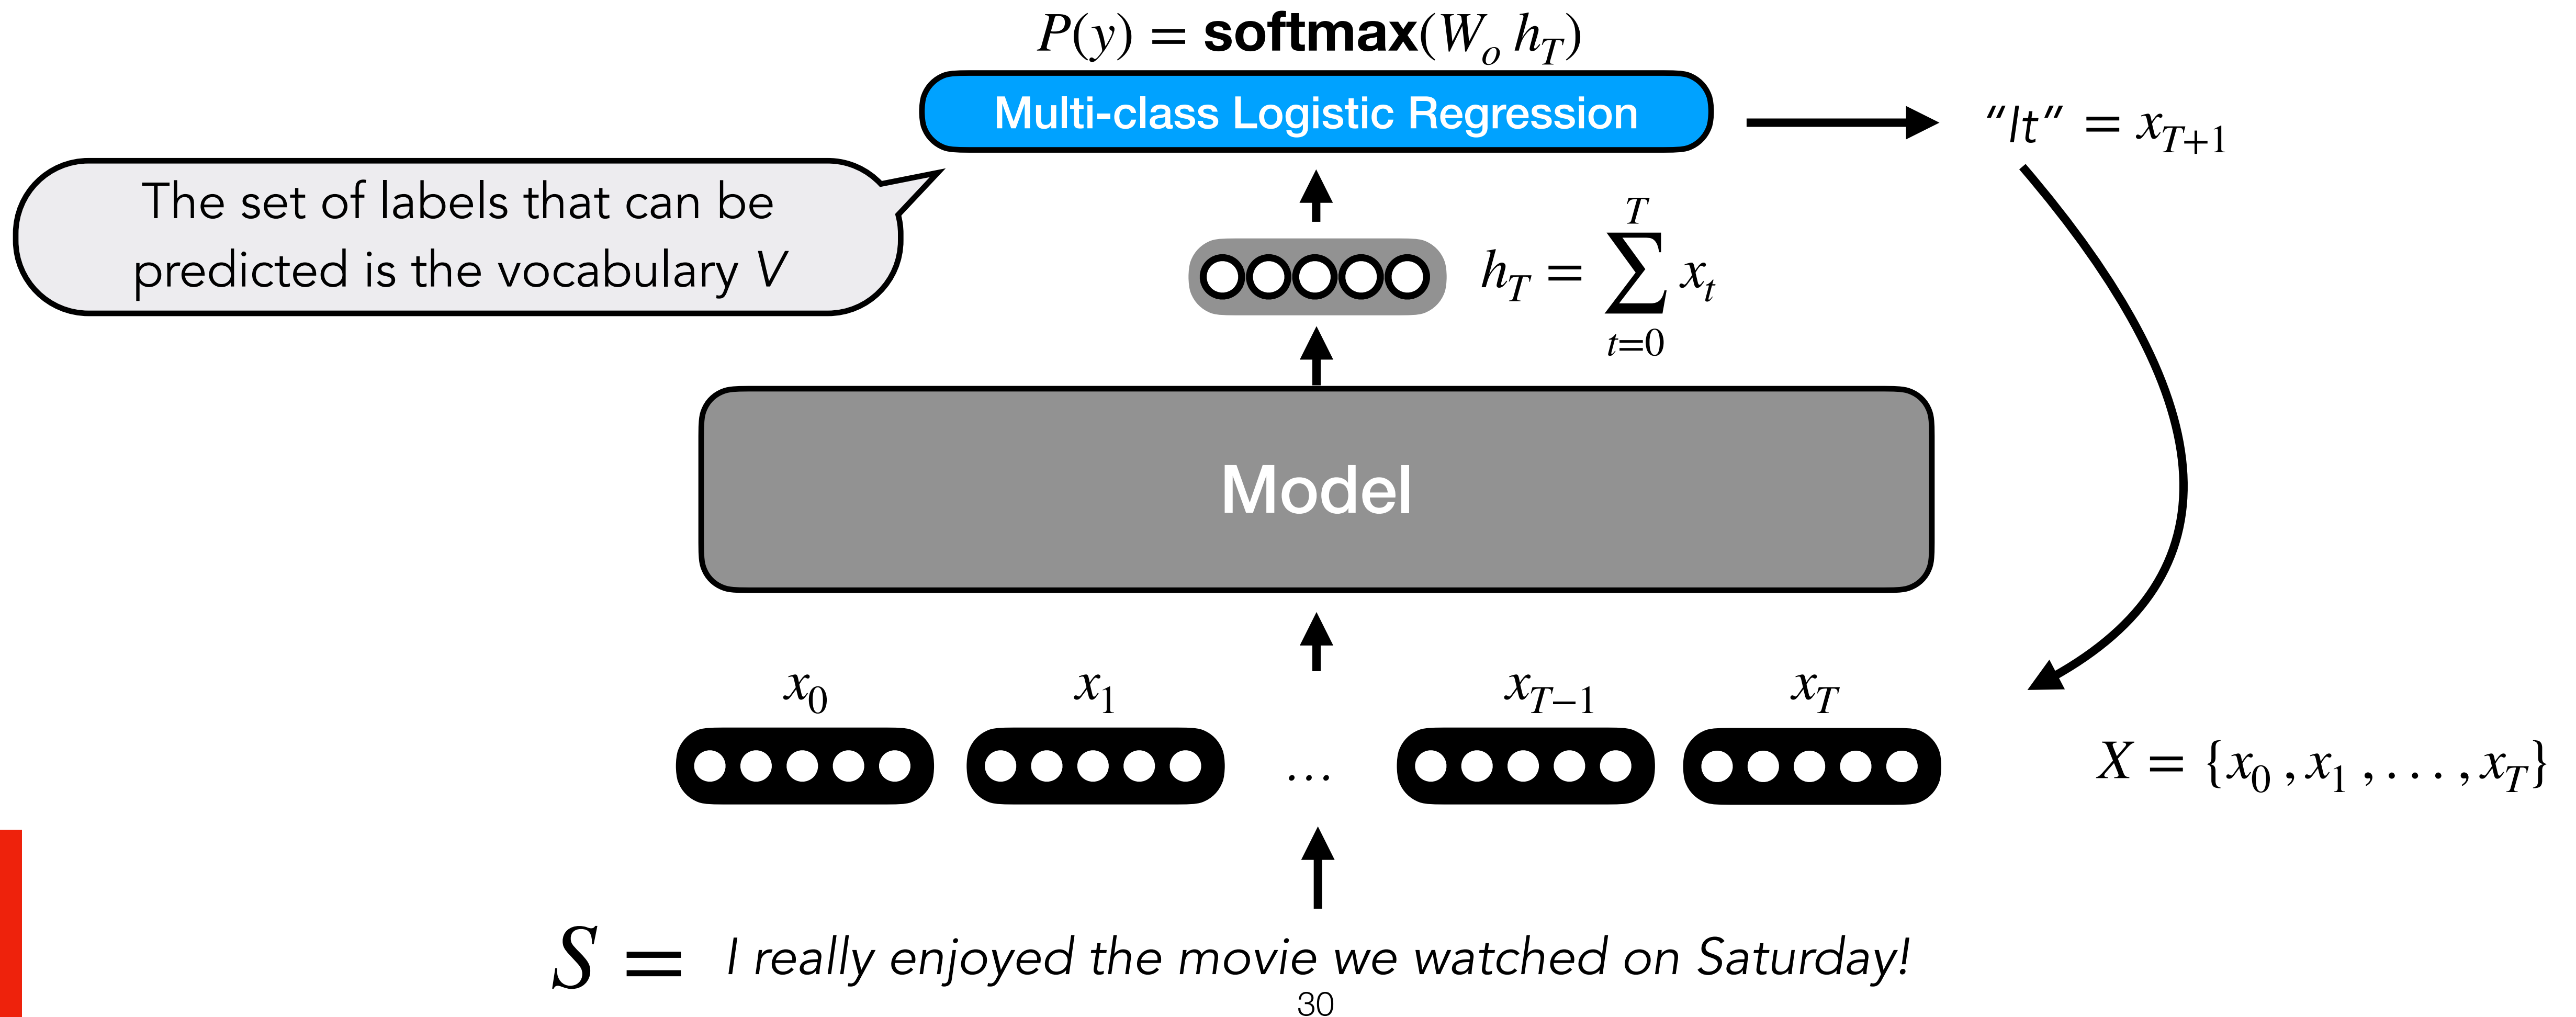 P(y) = softmax(W_o h_T)
Multi-class Logistic Regression
"It" = x_{T+1}
The set of labels that can be
predicted is the vocabulary V
h_T = \sum_{t=0}^{T} x_t
Model
x_0 x_1 x_{T−1} x_T
...
X = {x_0 , x_1 , . . . , x_T}
S = I really enjoyed the movie we watched on Saturday!
30